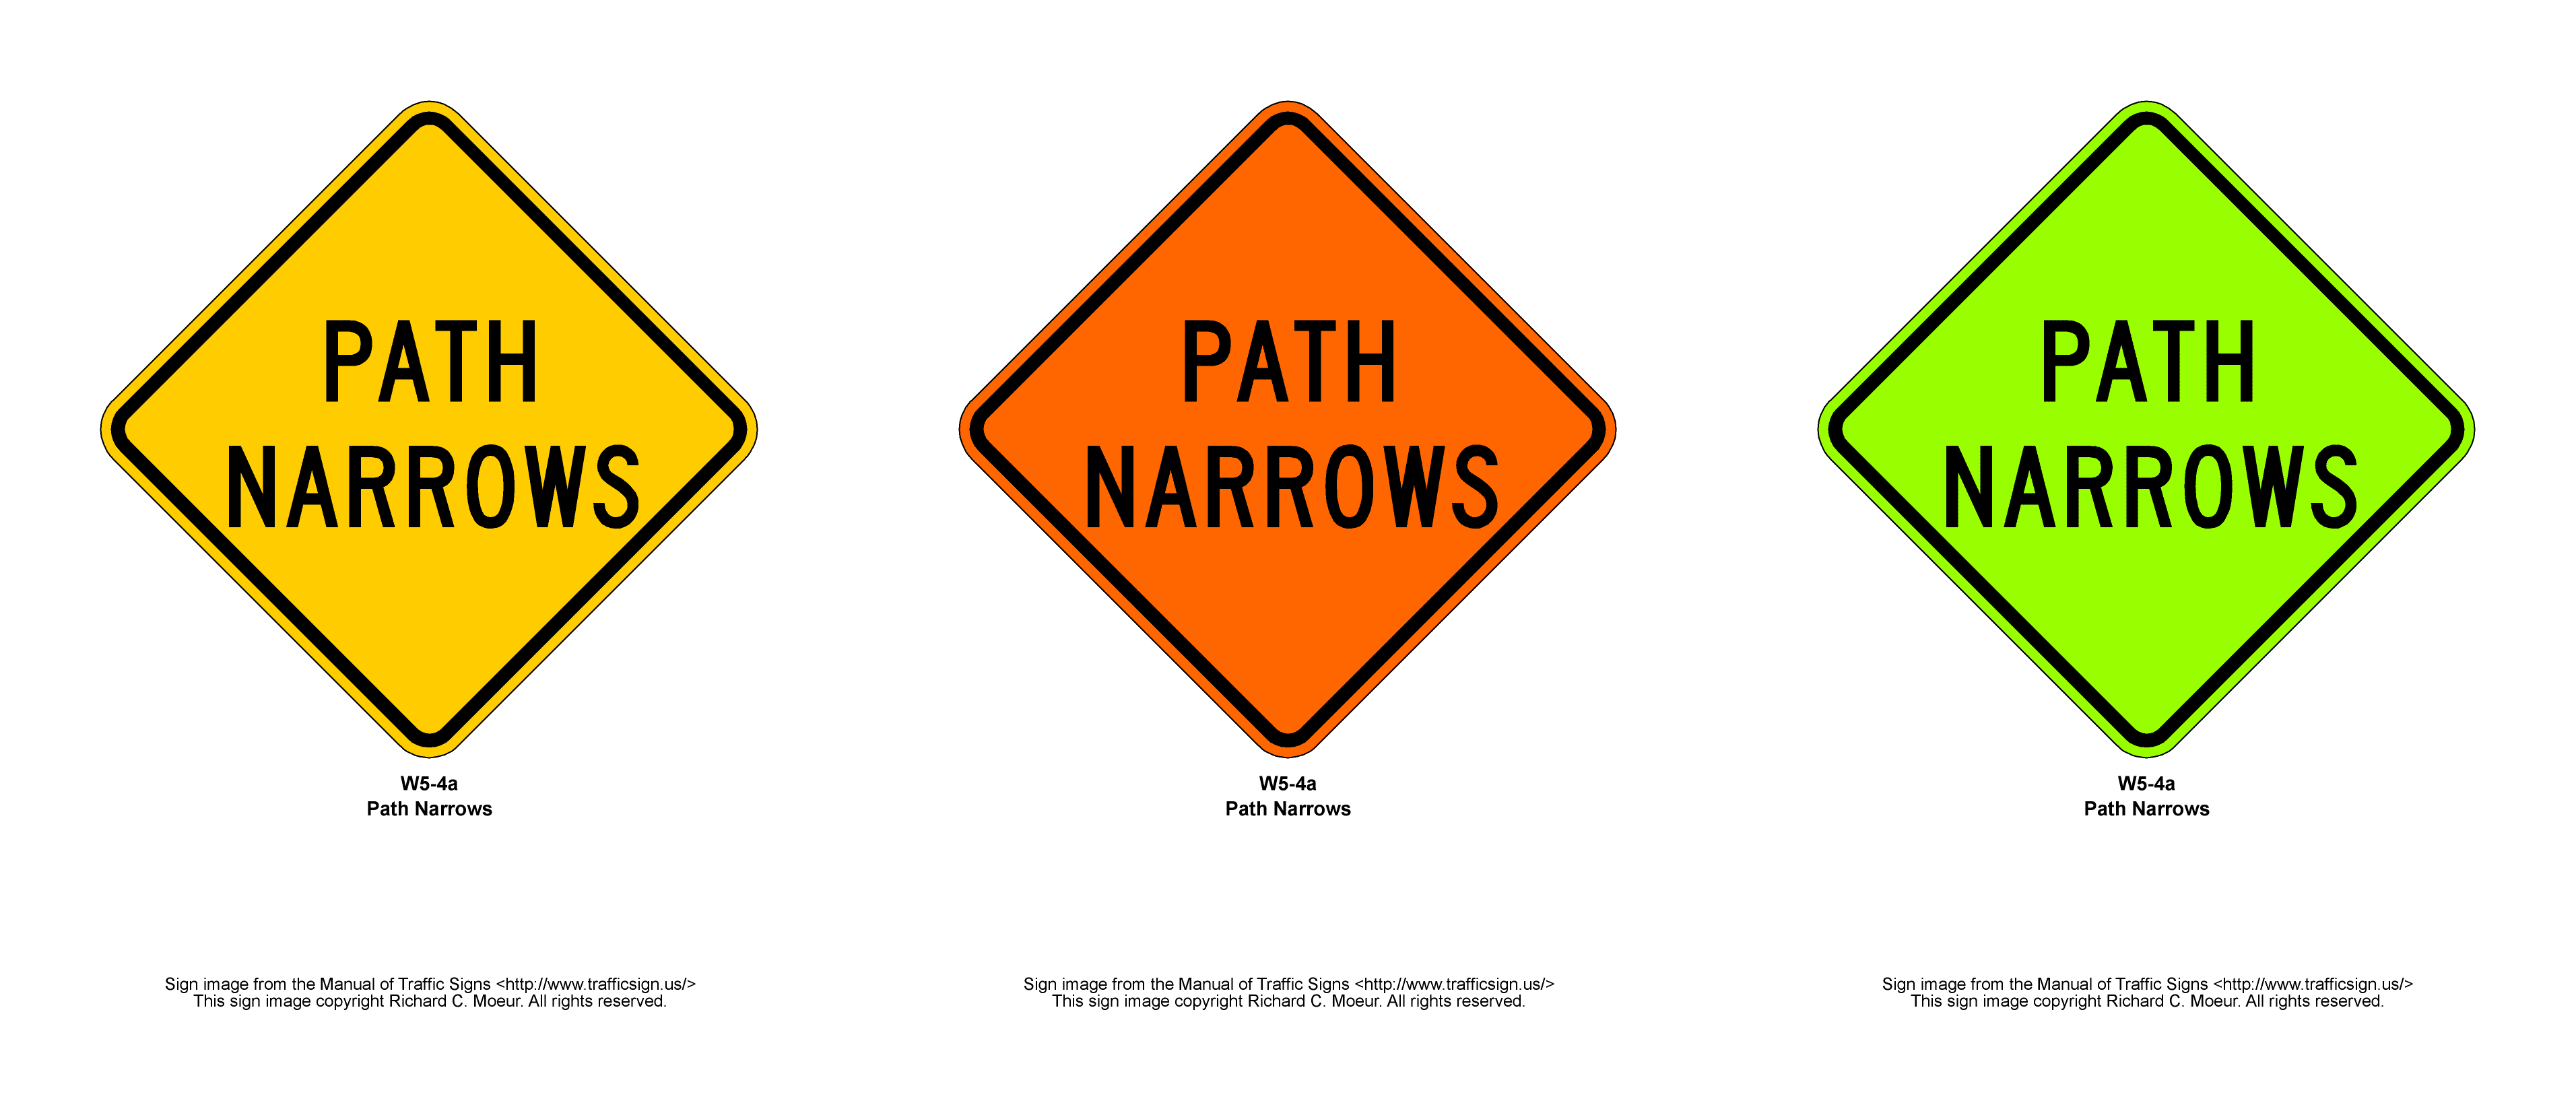 PATH
NARROWS
W5-4a
Path Narrows
Sign image from the Manual of Traffic Signs <http://www.trafficsign.us/>
This sign image copyright Richard C. Moeur. All rights reserved.
PATH
NARROWS
W5-4a
Path Narrows
Sign image from the Manual of Traffic Signs <http://www.trafficsign.us/>
This sign image copyright Richard C. Moeur. All rights reserved.
PATH
NARROWS
W5-4a
Path Narrows
Sign image from the Manual of Traffic Signs <http://www.trafficsign.us/>
This sign image copyright Richard C. Moeur. All rights reserved.